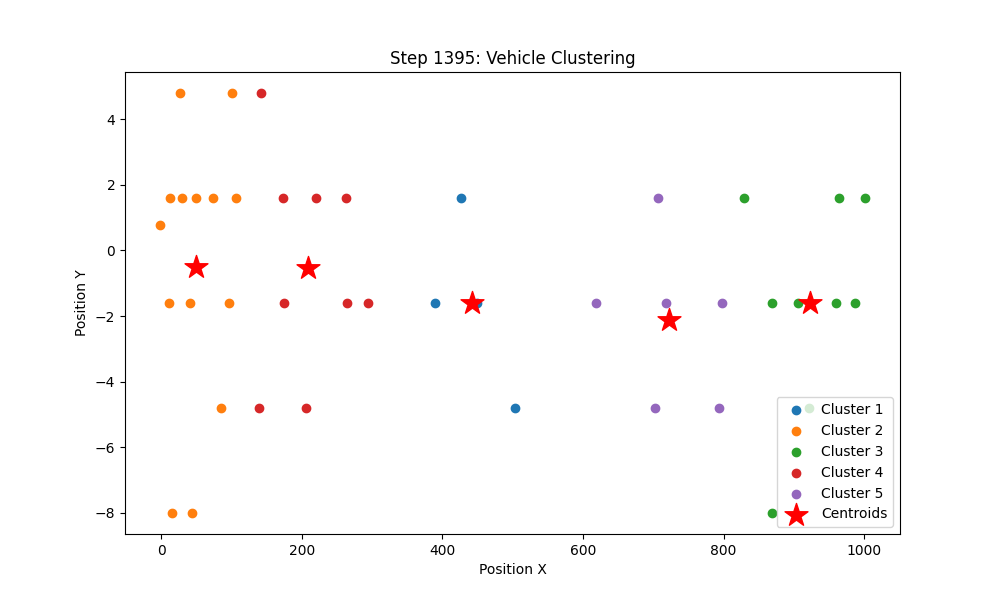 Step 1395: Vehicle Clustering
4
2
0
−2
−4
−6
−8
Position Y
0 200 400 600 800 1000
Position X
Cluster 1
Cluster 2
Cluster 3
Cluster 4
Cluster 5
Centroids